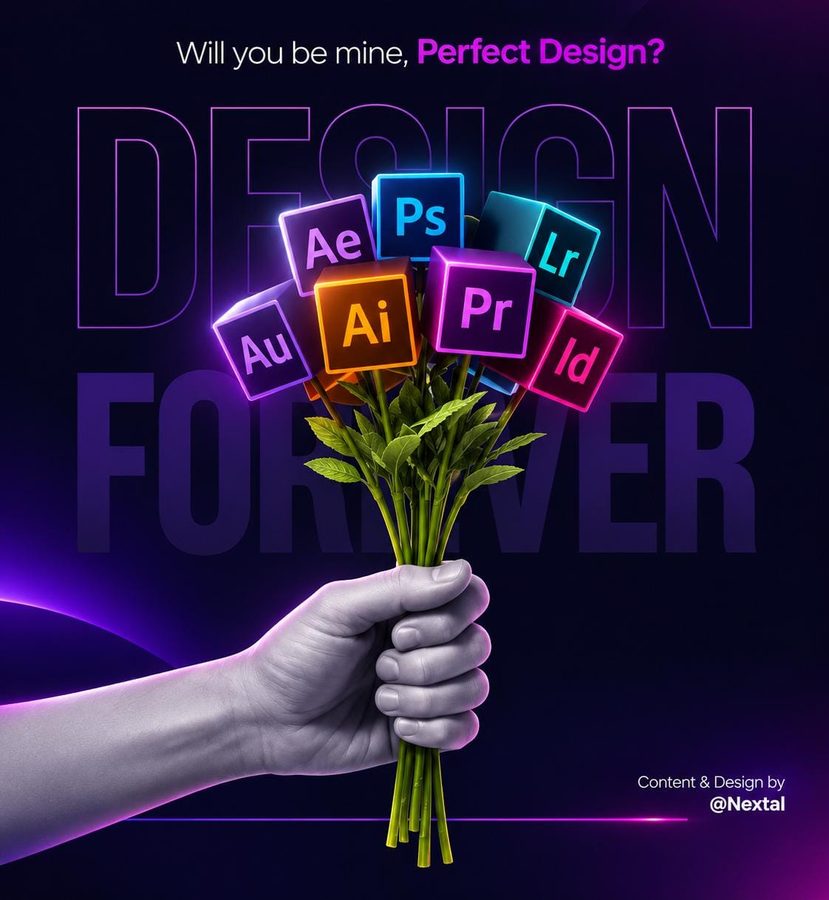 Will you be mine, Perfect Design?
DESIGN
Ae
Ps
Lr
Au
Ai
Pr
Id
FOREVER
Content & Design by
@Nextal